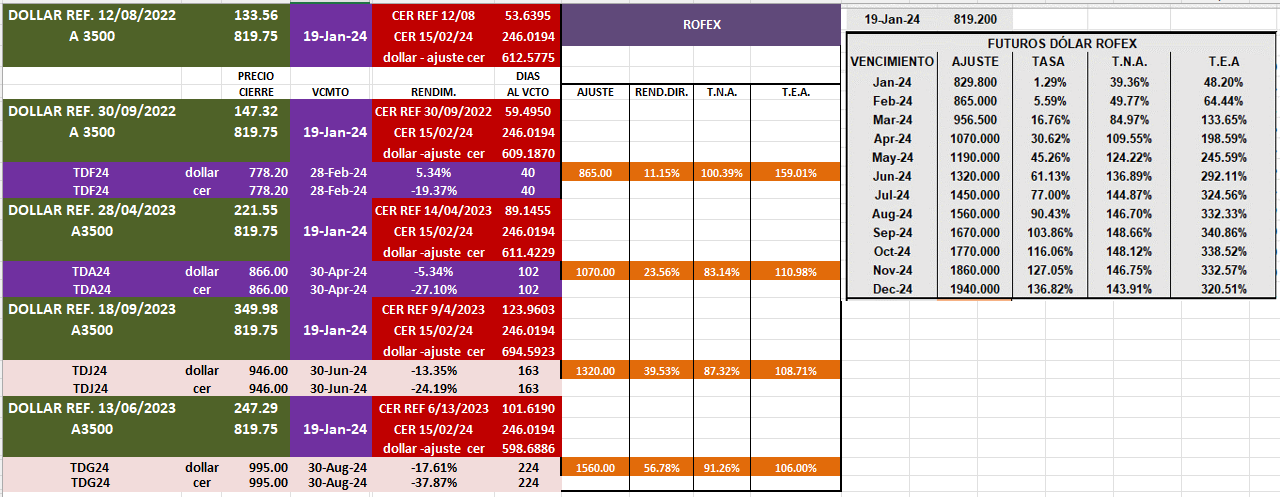 DOLLAR REF. 12/08/2022 133.56 CER REF 12/08 53.6395
A 3500 819.75 19-Jan-24 CER 15/02/24 246.0194
dollar - ajuste cer 612.5775
ROFEX
PRECIO DIAS
CIERRE VCMTO RENDIM. AL VCTO AJUSTE REND.DIR. T.N.A. T.E.A.
DOLLAR REF. 30/09/2022 147.32 CER REF 30/09/2022 59.4950
A 3500 819.75 19-Jan-24 CER 15/02/24 246.0194
dollar -ajuste cer 609.1870
TDF24 dollar 778.20 28-Feb-24 5.34% 40 865.00 11.15% 100.39% 159.01%
TDF24 cer 778.20 28-Feb-24 -19.37% 40
DOLLAR REF. 28/04/2023 221.55 CER REF 14/04/2023 89.1455
A3500 819.75 19-Jan-24 CER 15/02/24 246.0194
dollar -ajuste cer 611.4229
TDA24 dollar 866.00 30-Apr-24 -5.34% 102 1070.00 23.56% 83.14% 110.98%
TDA24 cer 866.00 30-Apr-24 -27.10% 102
DOLLAR REF. 18/09/2023 349.98 CER REF 9/4/2023 123.9603
A3500 819.75 19-Jan-24 CER 15/02/24 246.0194
dollar -ajuste cer 694.5923
TDJ24 dollar 946.00 30-Jun-24 -13.35% 163 1320.00 39.53% 87.32% 108.71%
TDJ24 cer 946.00 30-Jun-24 -24.19% 163
DOLLAR REF. 13/06/2023 247.29 CER REF 6/13/2023 101.6190
A3500 819.75 19-Jan-24 CER 15/02/24 246.0194
dollar -ajuste cer 598.6886
TDG24 dollar 995.00 30-Aug-24 -17.61% 224 1560.00 56.78% 91.26% 106.00%
TDG24 cer 995.00 30-Aug-24 -37.87% 224
19-Jan-24 819.200
FUTUROS DÓLAR ROFEX
VENCIMIENTO AJUSTE TASA T.N.A. T.E.A
Jan-24 829.800 1.29% 39.36% 48.20%
Feb-24 865.000 5.59% 49.77% 64.44%
Mar-24 956.500 16.76% 84.97% 133.65%
Apr-24 1070.000 30.62% 109.55% 198.59%
May-24 1190.000 45.26% 124.22% 245.59%
Jun-24 1320.000 61.13% 136.89% 292.11%
Jul-24 1450.000 77.00% 144.87% 324.56%
Aug-24 1560.000 90.43% 146.70% 332.33%
Sep-24 1670.000 103.86% 148.66% 340.86%
Oct-24 1770.000 116.06% 148.12% 338.52%
Nov-24 1860.000 127.05% 146.75% 332.57%
Dec-24 1940.000 136.82% 143.91% 320.51%